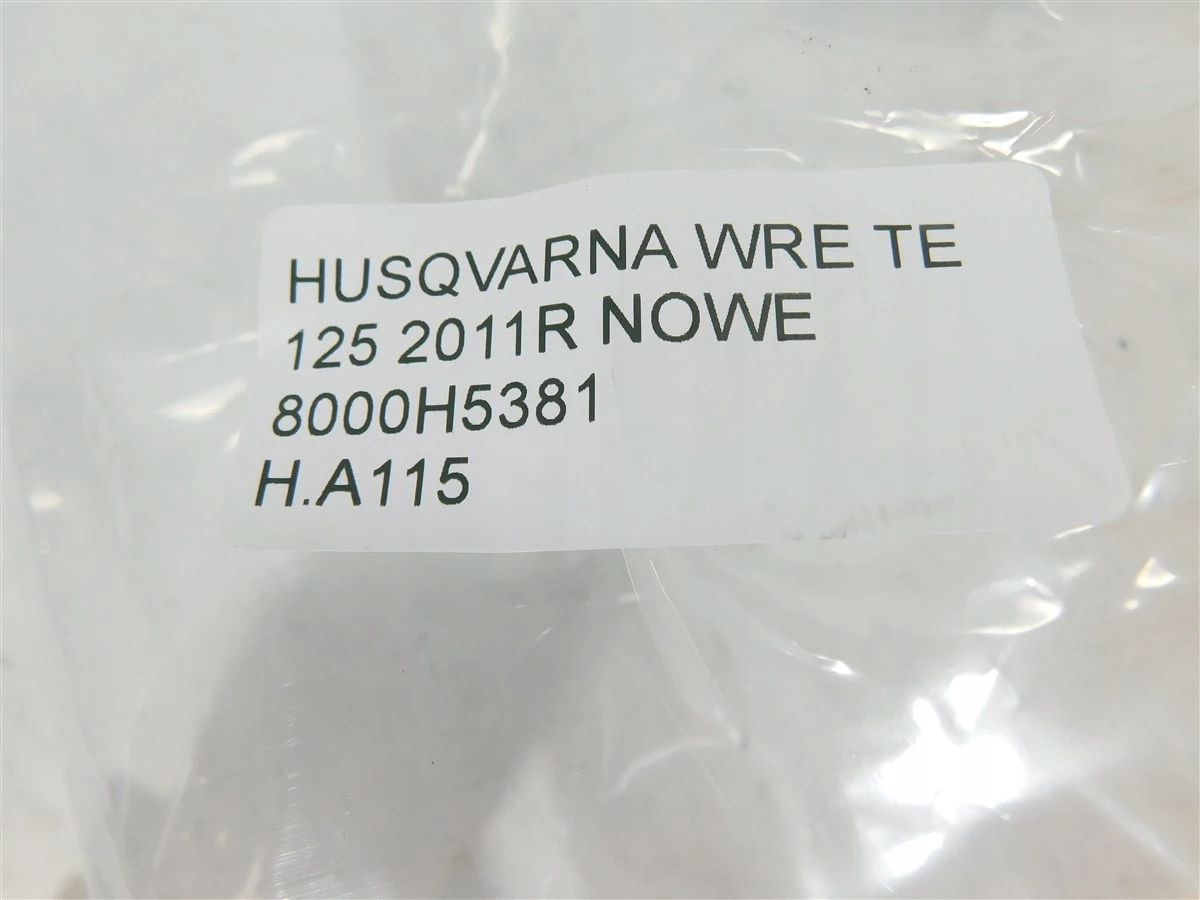 HUSQVARNA WRE TE
125 2011R NOWE
8000H5381
H.A115